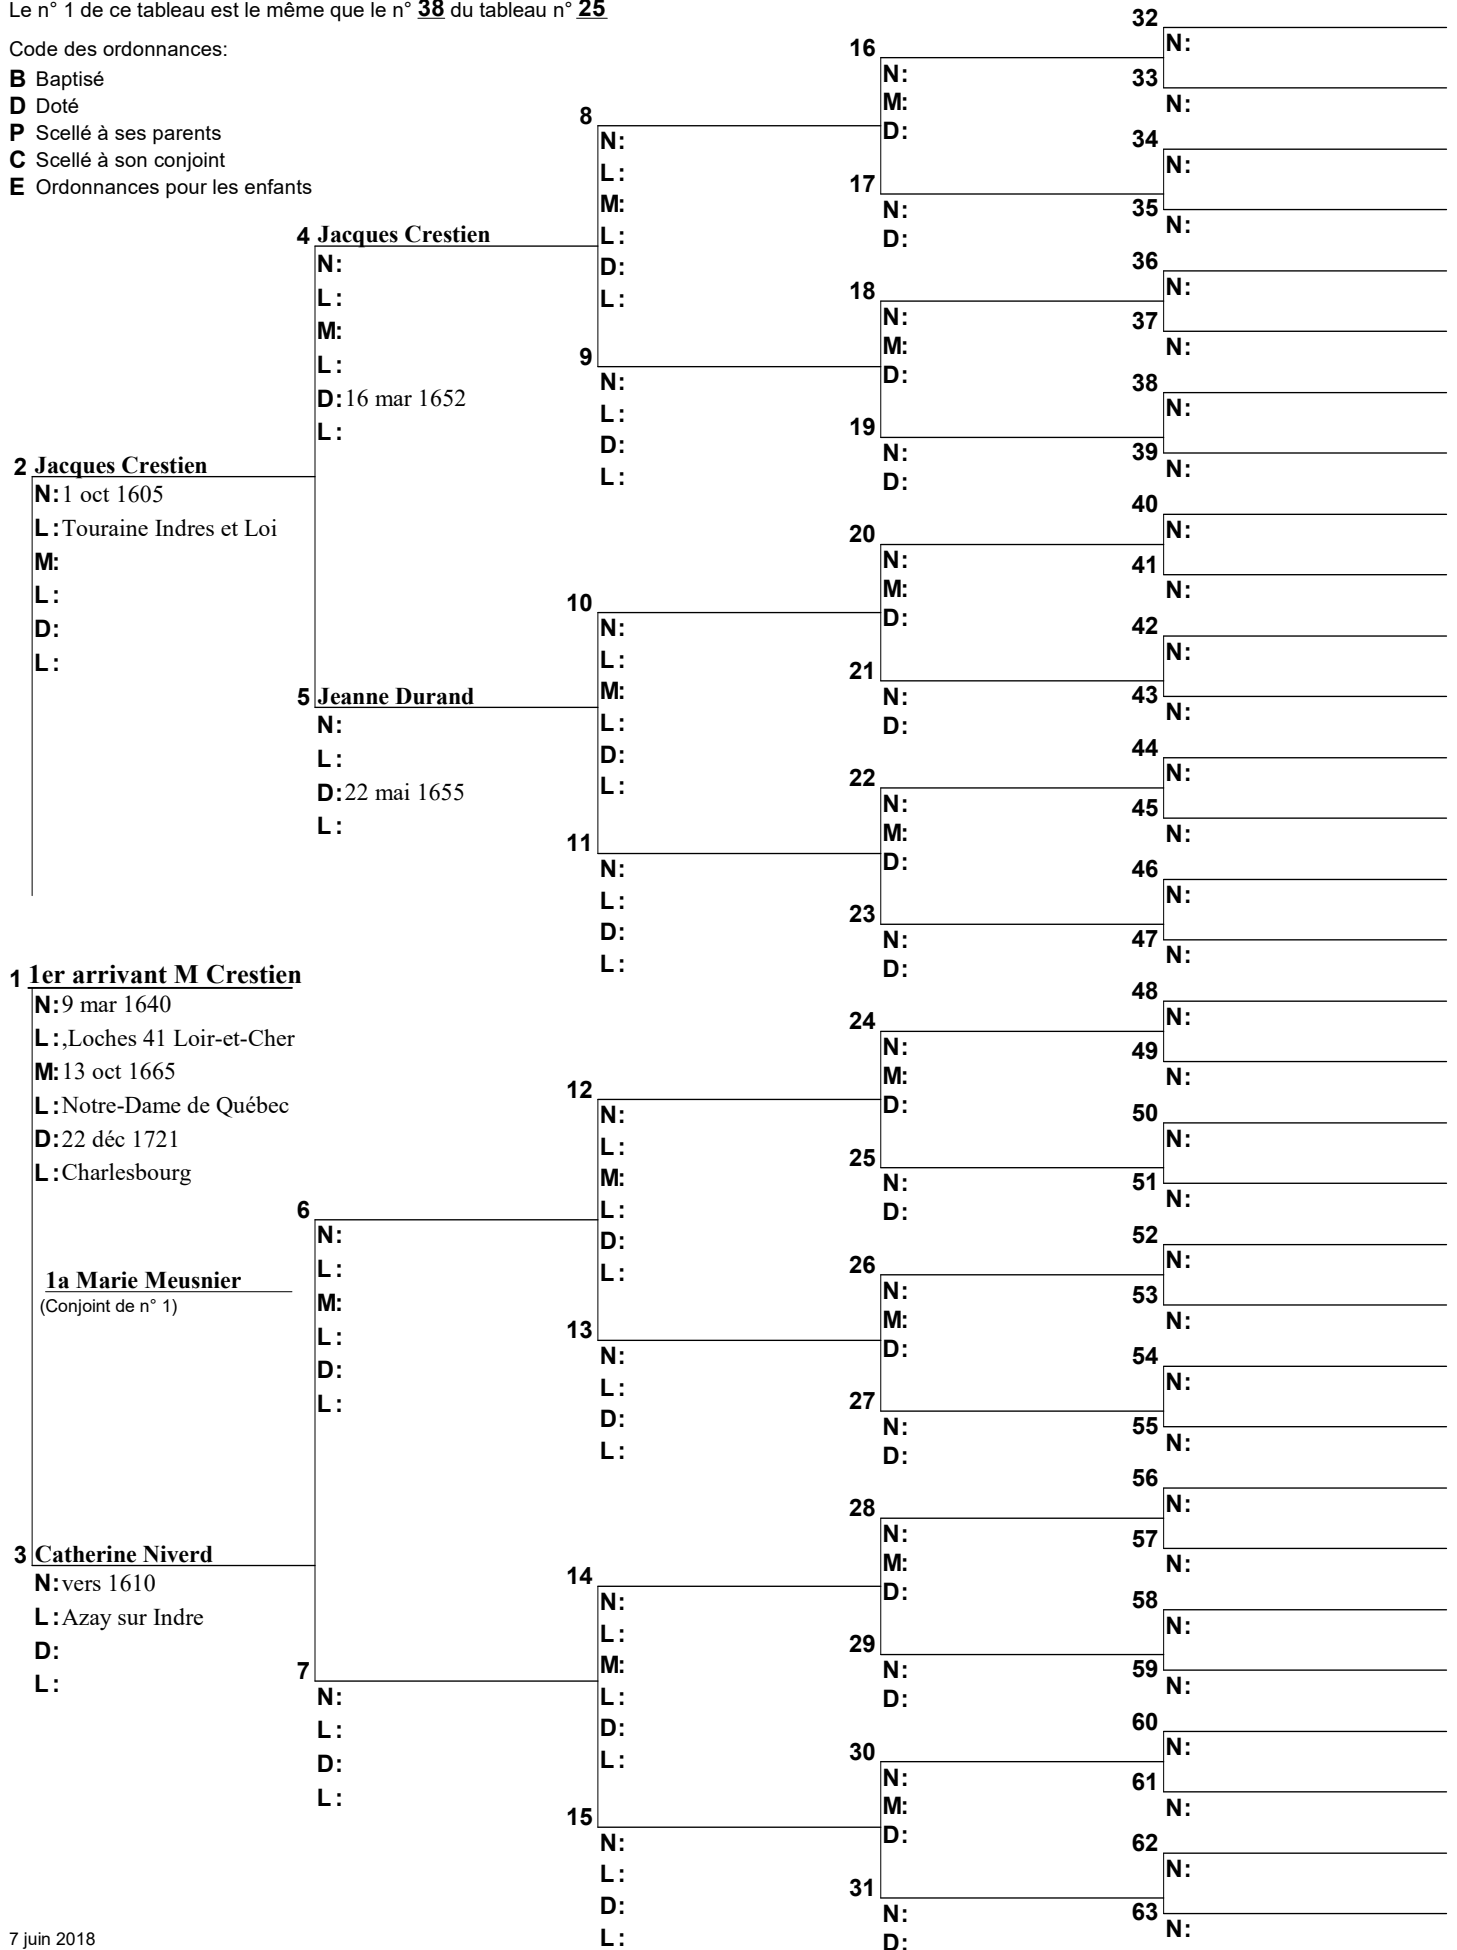 Le n° 1 de ce tableau est le même que le n° 38 du tableau n° 25
Code des ordonnances:
B Baptisé
D Doté
P Scellé à ses parents
C Scellé à son conjoint
E Ordonnances pour les enfants
2 Jacques Crestien
N: 1 oct 1605
L: Touraine Indres et Loi
M:
L:
D:
L:
1 1er arrivant M Crestien
N: 9 mar 1640
L: ,Loches 41 Loir-et-Cher
M: 13 oct 1665
L: Notre-Dame de Québec
D: 22 déc 1721
L: Charlesbourg
1a Marie Meusnier
(Conjoint de n° 1)
3 Catherine Niverd
N: vers 1610
L: Azay sur Indre
D:
L:
4 Jacques Crestien
N:
L:
M:
L:
D: 16 mar 1652
L:
5 Jeanne Durand
N:
L:
D: 22 mai 1655
L:
6
N:
L:
M:
L:
D:
L:
7
N:
L:
D:
L:
8
N:
L:
M:
L:
D:
L:
9
N:
L:
D:
L:
10
N:
L:
M:
L:
D:
L:
11
N:
L:
D:
L:
12
N:
L:
M:
L:
D:
L:
13
N:
L:
D:
L:
14
N:
L:
M:
L:
D:
L:
15
N:
L:
D:
L:
16
N:
M:
D:
17
N:
D:
18
N:
M:
D:
19
N:
D:
20
N:
M:
D:
21
N:
D:
22
N:
M:
D:
23
N:
D:
24
N:
M:
D:
25
N:
D:
26
N:
M:
D:
27
N:
D:
28
N:
M:
D:
29
N:
D:
30
N:
M:
D:
31
N:
D:
32
N:
33
N:
34
N:
35
N:
36
N:
37
N:
38
N:
39
N:
40
N:
41
N:
42
N:
43
N:
44
N:
45
N:
46
N:
47
N:
48
N:
49
N:
50
N:
51
N:
52
N:
53
N:
54
N:
55
N:
56
N:
57
N:
58
N:
59
N:
60
N:
61
N:
62
N:
63
N:
7 juin 2018